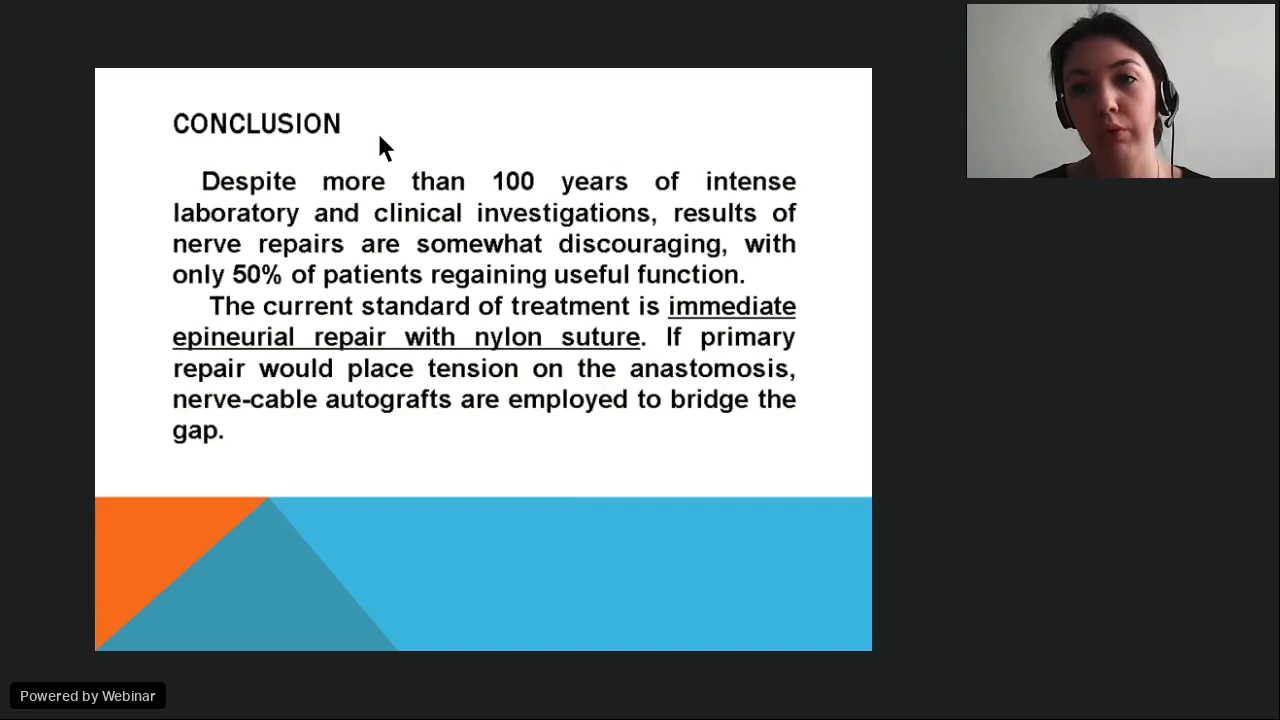 CONCLUSION
Despite more than 100 years of intense
laboratory and clinical investigations, results of
nerve repairs are somewhat discouraging, with
only 50% of patients regaining useful function.
The current standard of treatment is immediate
epineurial repair with nylon suture. If primary
repair would place tension on the anastomosis,
nerve-cable autografts are employed to bridge the
gap.
Powered by Webinar